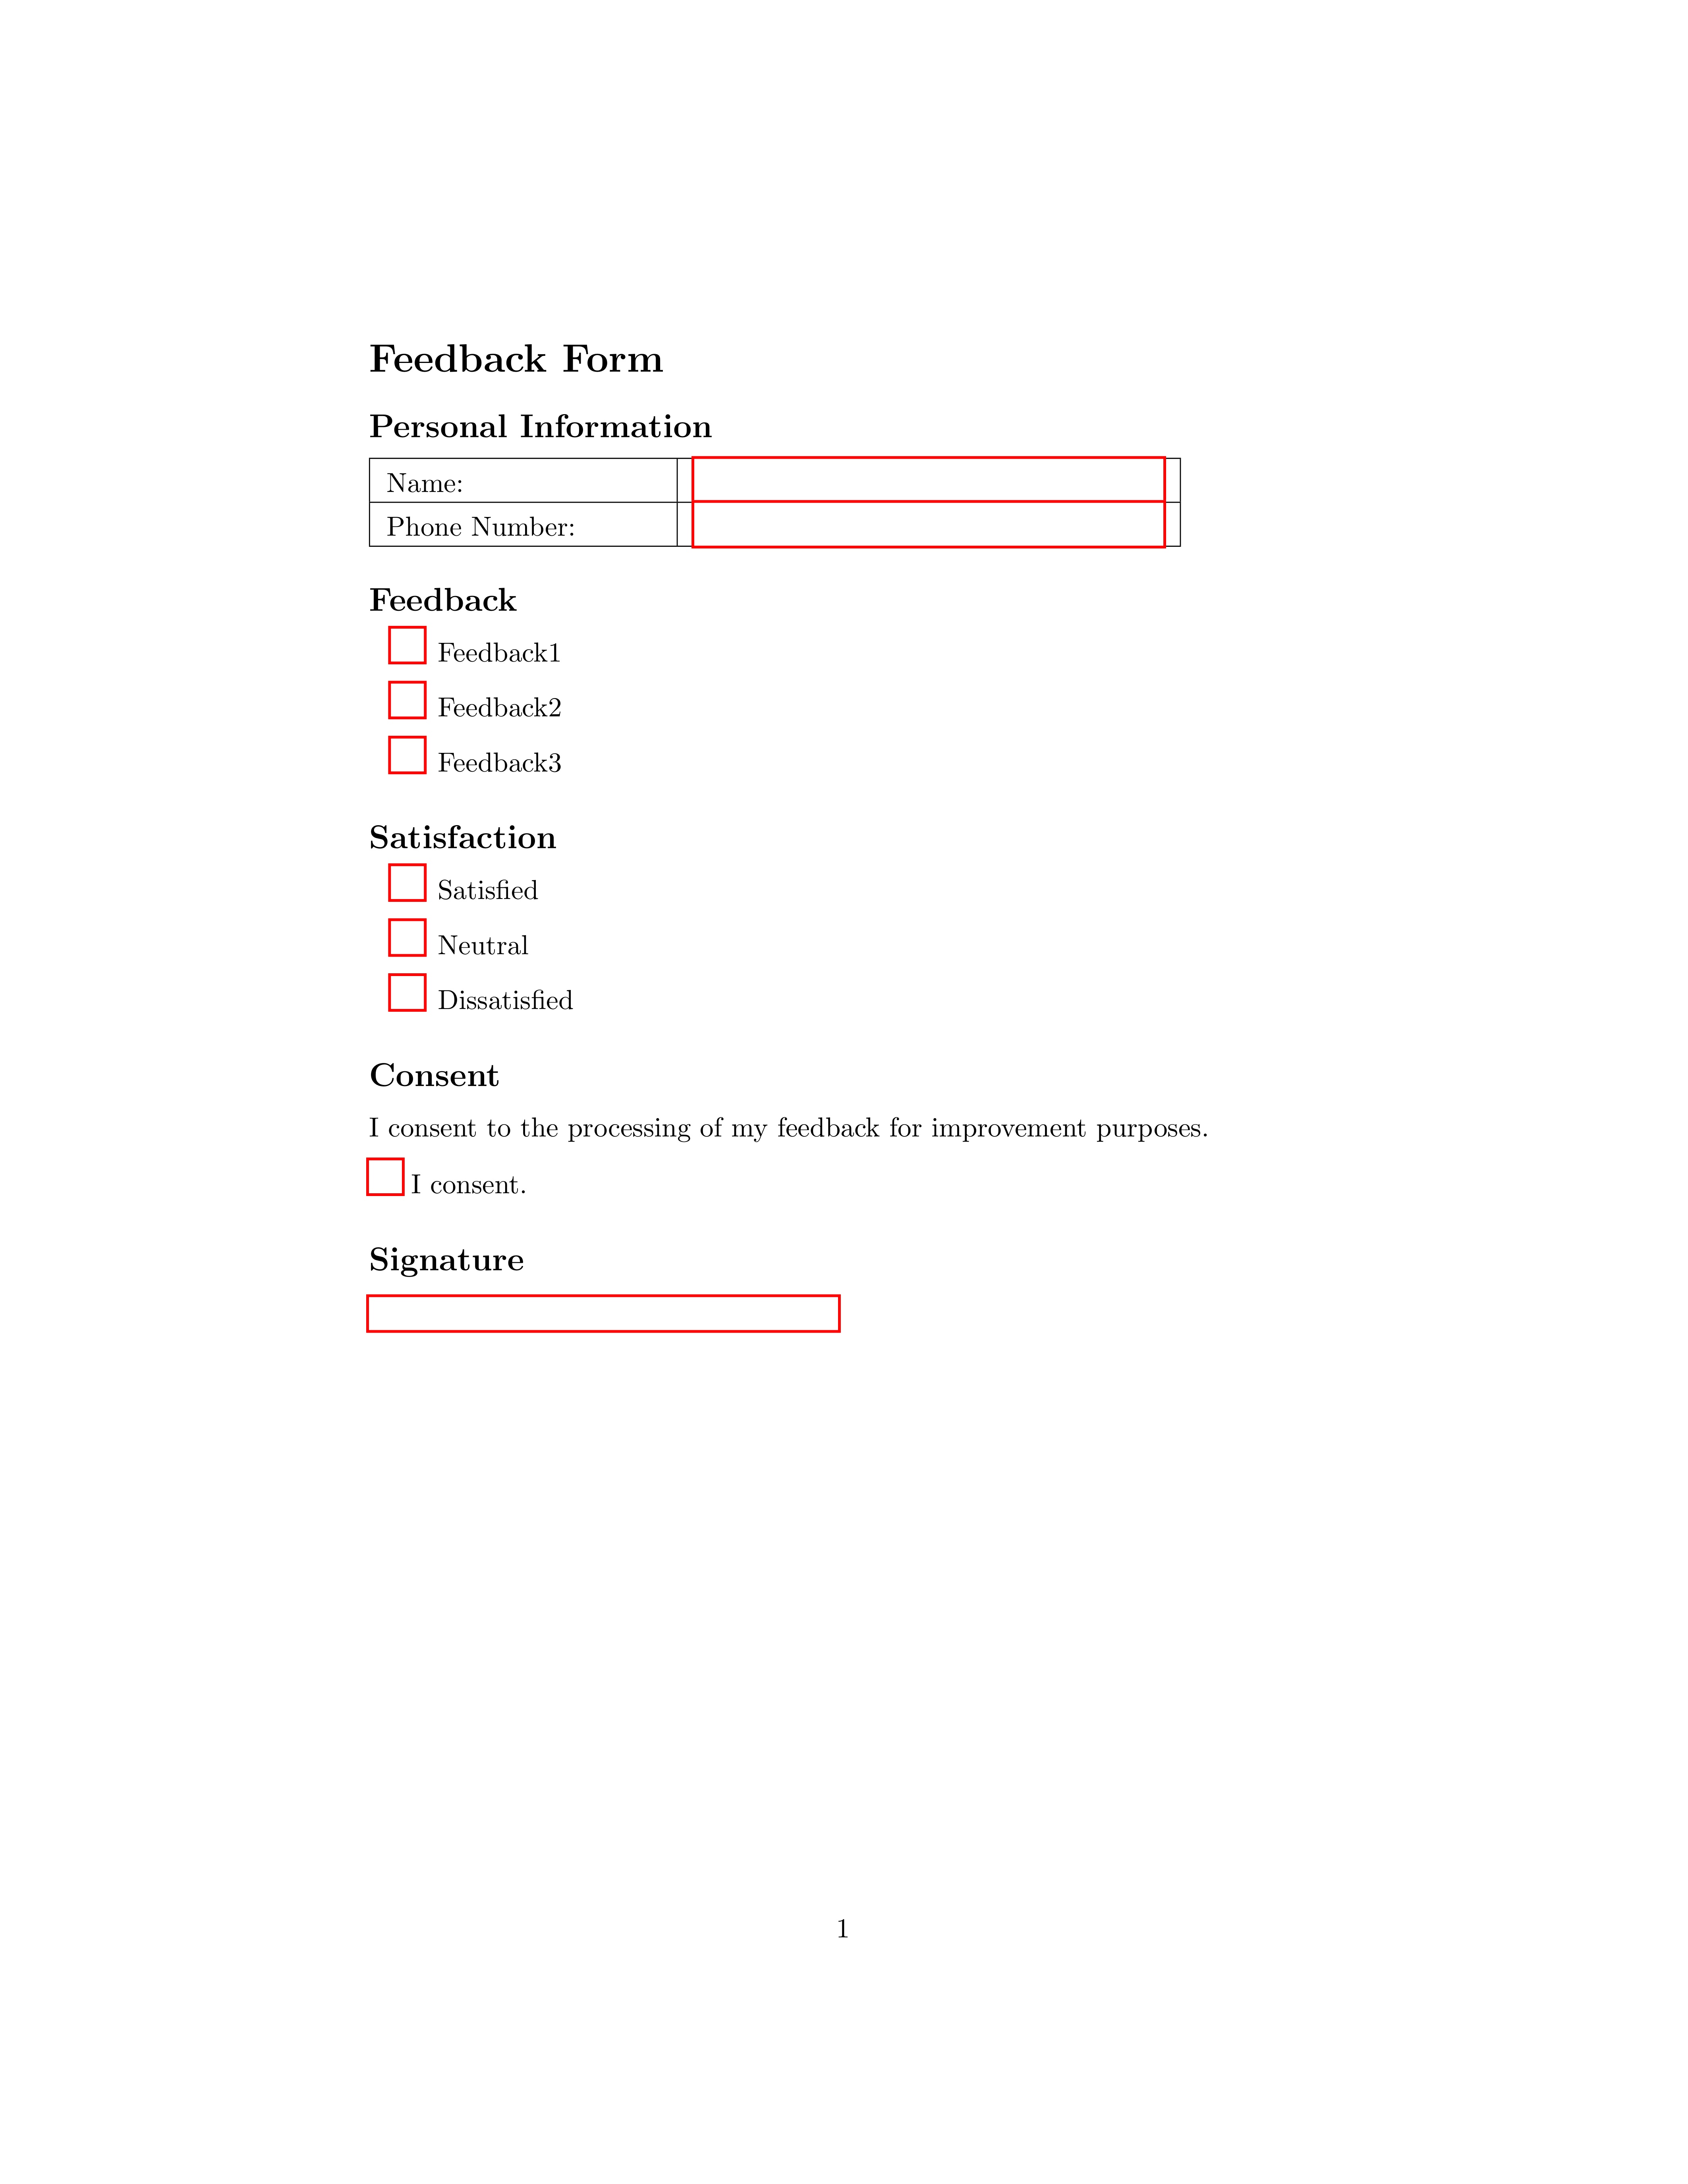 Feedback Form
Personal Information
Name:
Phone Number:
Feedback
Feedback1
Feedback2
Feedback3
Satisfaction
Satisfied
Neutral
Dissatisfied
Consent
I consent to the processing of my feedback for improvement purposes.
I consent.
Signature
1